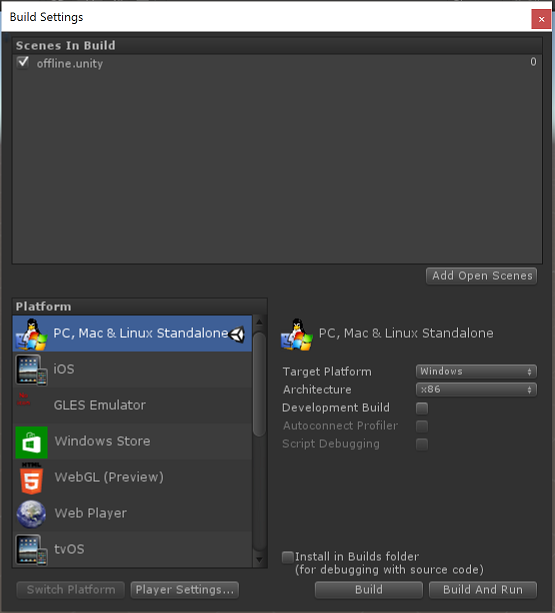 Build Settings
Scenes In Build
offline.unity 0
Add Open Scenes
Platform
PC, Mac & Linux Standalone
iOS
GLES Emulator
Windows Store
HTML
5
WebGL (Preview)
Web Player
tvOS
PC, Mac & Linux Standalone
Target Platform Windows
Architecture x86
Development Build
Autoconnect Profiler
Script Debugging
Install in Builds folder
(for debugging with source code)
Switch Platform
Player Settings...
Build
Build And Run